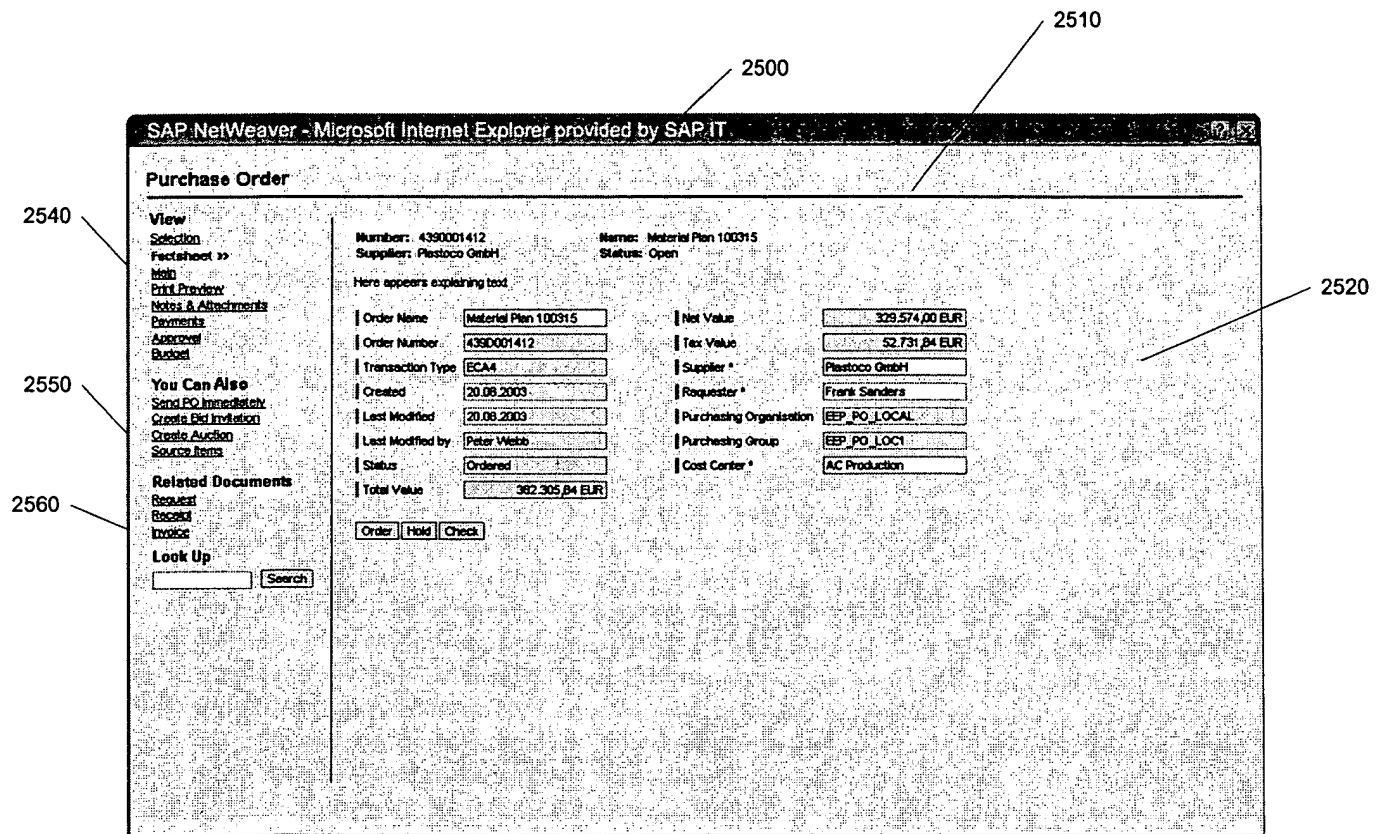 2510
2500
SAP NetWeaver - Microsoft Internet Explorer provided by SAP IT
Purchase Order
2540
View
Selection
Factsheet >>
Main
Print Preview
Notes & Attachments
Payments
Approval
Budget
2550
You Can Also
Send PO Immediately
Create Bid Invitation
Create Auction
Source Items
2560
Related Documents
Request
Receipt
Invoice
Look Up
Search
Number: 4390001412 Name: Material Plan 100315
Supplier: Plastoco GmbH Status: Open
Here appears explaining text
2520
Order Name Material Plan 100315 Net Value 329.574,00 EUR
Order Number 4390001412 Tax Value 52.731,84 EUR
Transaction Type ECA4 Supplier * Plastoco GmbH
Created 20.08.2003 Requester * Frank Sanders
Last Modified 20.08.2003 Purchasing Organisation EEP_PO_LOCAL
Last Modified by Peter Webb Purchasing Group EEP_PO_LOC1
Status Ordered Cost Center * AC Production
Total Value 382.305,84 EUR
Order Hold Check